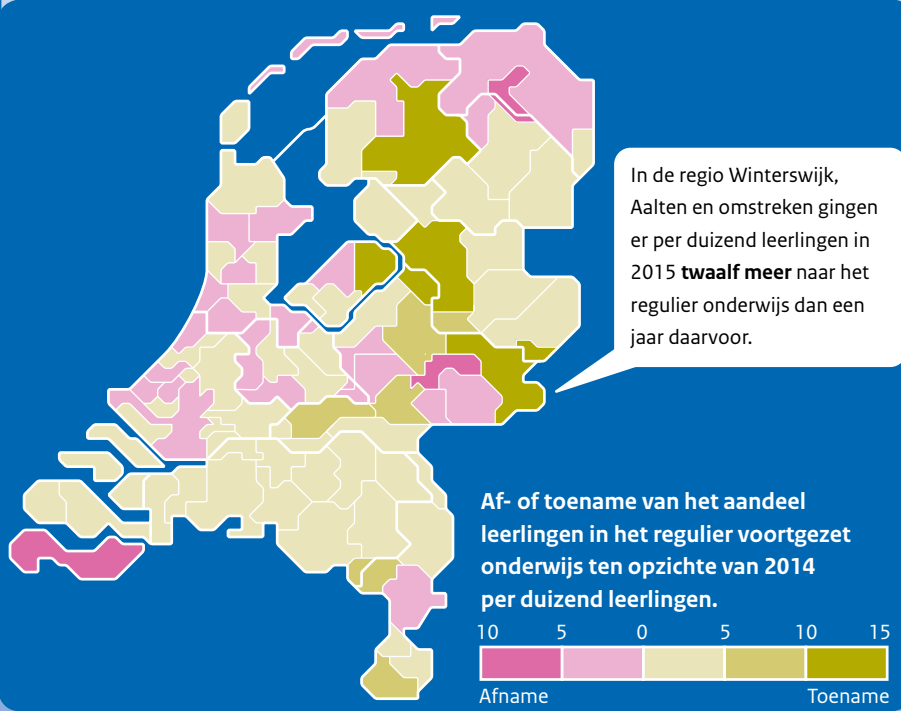 In de regio Winterswijk,
Aalten en omstreken gingen
er per duizend leerlingen in
2015 twaalf meer naar het
regulier onderwijs dan een
jaar daarvoor.
Af- of toename van het aandeel
leerlingen in het regulier voortgezet
onderwijs ten opzichte van 2014
per duizend leerlingen.
10 5 0 5 10 15
Afname Toename